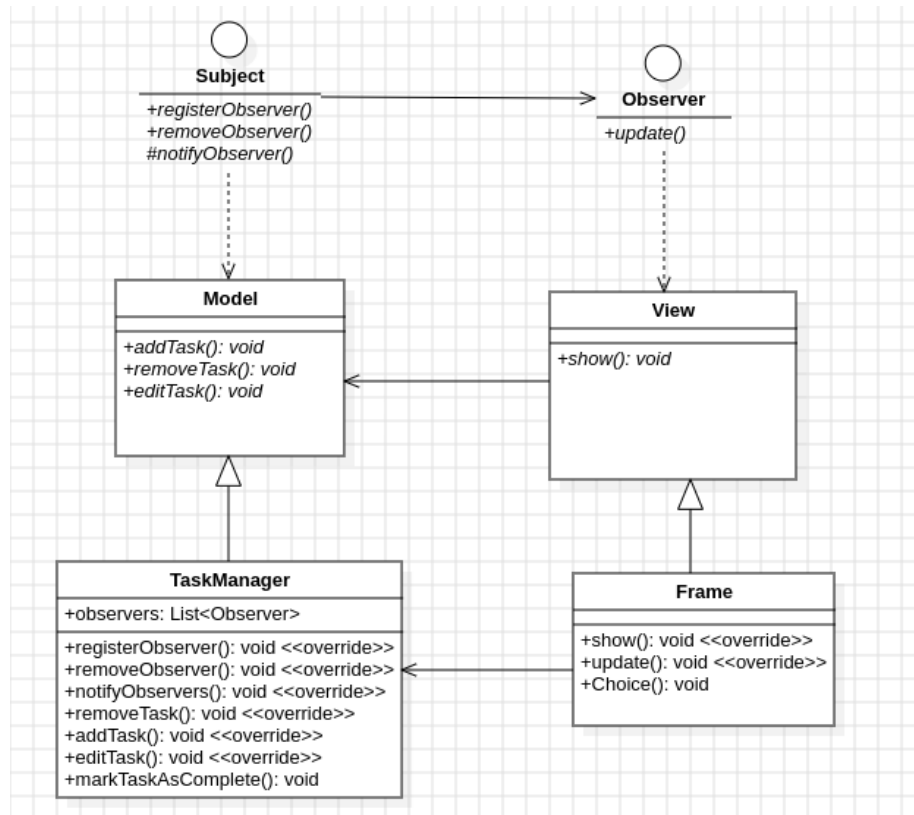 Subject
+registerObserver()
+removeObserver()
#notifyObserver()
Observer
+update()
Model
+addTask(): void
+removeTask(): void
+editTask(): void
View
+show(): void
TaskManager
+observers: List<Observer>
+registerObserver(): void <<override>>
+removeObserver(): void <<override>>
+notifyObservers(): void <<override>>
+removeTask(): void <<override>>
+addTask(): void <<override>>
+editTask(): void <<override>>
+markTaskAsComplete(): void
Frame
+show(): void <<override>>
+update(): void <<override>>
+Choice(): void